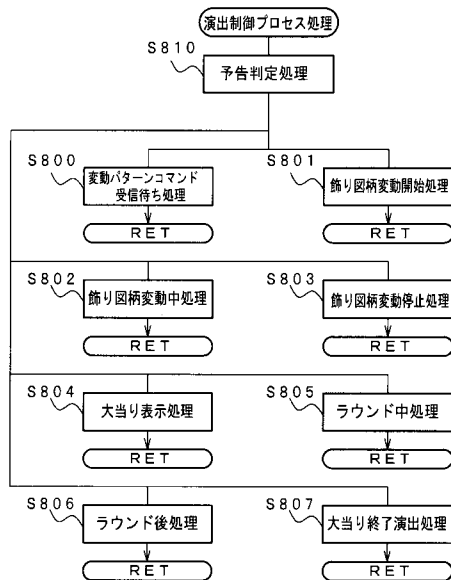 演出制御プロセス処理
S810
予告判定処理
S800
変動パターンコマンド
受信待ち処理
RET
S801
飾り図柄変動開始処理
RET
S802
飾り図柄変動中処理
RET
S803
飾り図柄変動停止処理
RET
S804
大当り表示処理
RET
S805
ラウンド中処理
RET
S806
ラウンド後処理
RET
S807
大当り終了演出処理
RET